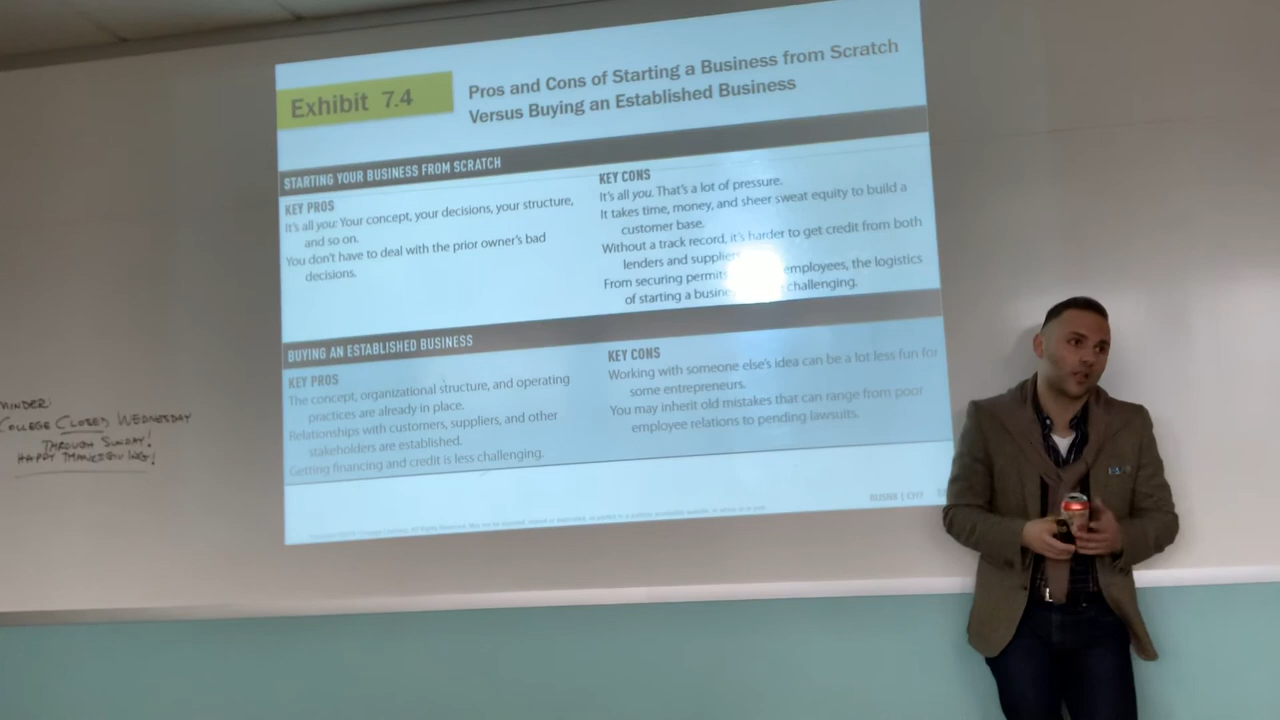 Exhibit 7.4
Pros and Cons of Starting a Business from Scratch
Versus Buying an Established Business
STARTING YOUR BUSINESS FROM SCRATCH
KEY PROS
It's all you: Your concept, your decisions, your structure,
and so on.
You don't have to deal with the prior owner's bad
decisions.
KEY CONS
It's all you. That's a lot of pressure.
It takes time, money, and sheer sweat equity to build a
customer base.
Without a track record, it's harder to get credit from both
lenders and
From securing employees, the logistics
of starting a challenging.
BUYING AN ESTABLISHED BUSINESS
KEY PROS
The concept, organizational structure, and operating
practices are already in place.
Relationships with customers, suppliers, and other
stakeholders are established.
Getting financing and credit is less challenging.
KEY CONS
Working with someone else's idea can be a lot less fun for
some entrepreneurs.
You may inherit old mistakes that can range from poor
employee relations to pending lawsuits.
BUSN8 | CH7
MINDER:
COLLEGE CLOSED WEDNESDAY
THROUGH SUNDAY!
HAPPY THANKSGIVING!